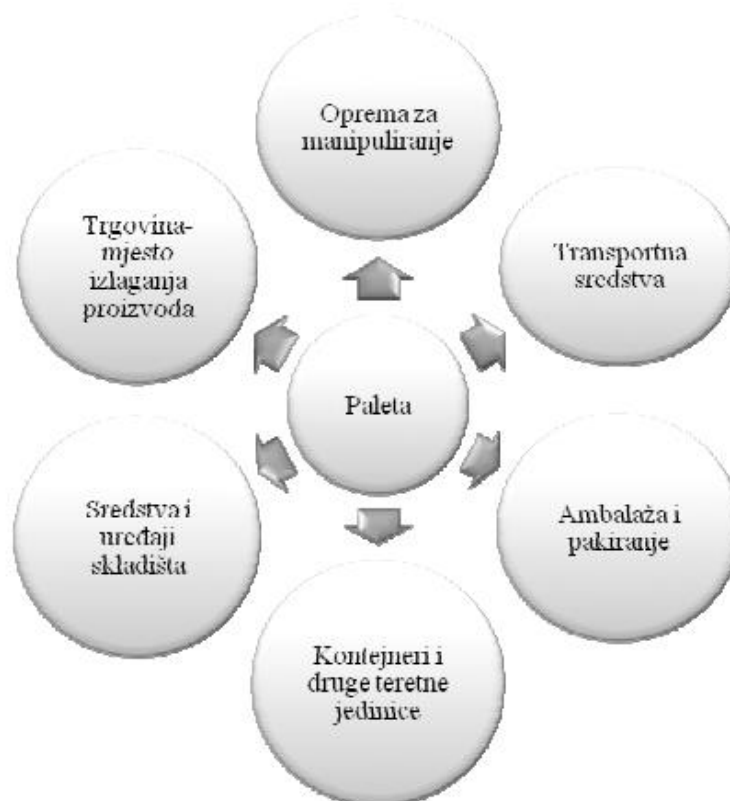 Oprema za
manipuliranje
Transportna
sredstva
Ambalaža i
pakiranje
Kontejneri i
druge teretne
jedinice
Sredstva i
uređaji
skladišta
Trgovina-
mjesto
izlaganja
proizvoda
Paleta